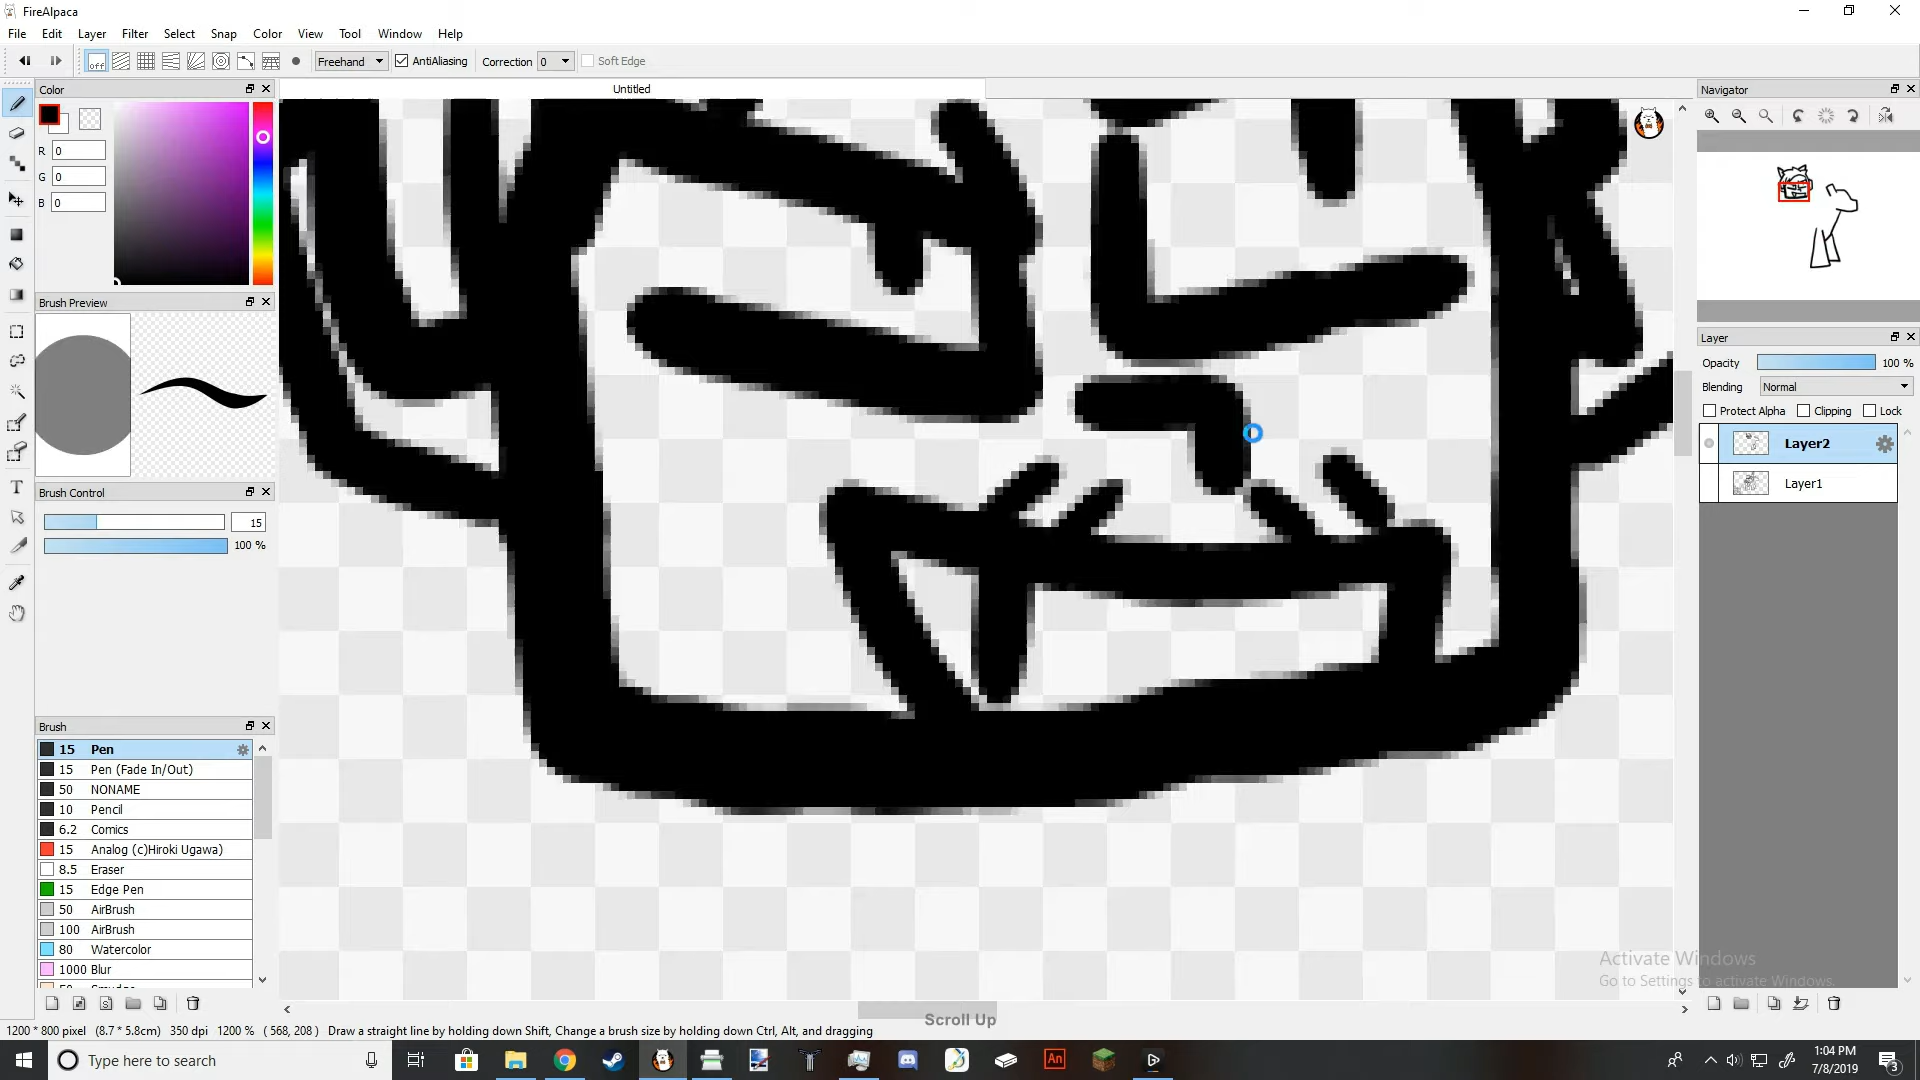 FireAlpaca
File Edit Layer Filter Select Snap Color View Tool Window Help
off Freehand AntiAliasing Correction 0 Soft Edge
Color
Untitled
Navigator
R 0
G 0
B 0
Brush Preview
Layer
Opacity 100 %
Blending Normal
Protect Alpha Clipping Lock
Layer2
Layer1
Brush Control
15
100 %
Brush
15 Pen
15 Pen (Fade In/Out)
50 NONAME
10 Pencil
6.2 Comics
15 Analog (c)Hiroki Ugawa)
8.5 Eraser
15 Edge Pen
50 AirBrush
100 AirBrush
80 Watercolor
1000 Blur
Activate Windows
Go to Settings to activate Windows.
Scroll Up
1200 * 800 pixel (8.7 * 5.8cm) 350 dpi 1200 % ( 568, 208 ) Draw a straight line by holding down Shift, Change a brush size by holding down Ctrl, Alt, and dragging
Type here to search
An
1:04 PM
7/8/2019
3